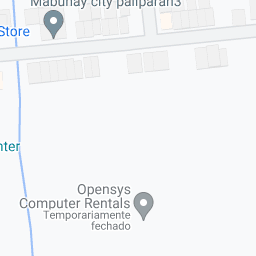 Mabuhay city paliparan3
Store
nter
Opensys
Computer Rentals
Temporariamente
fechado